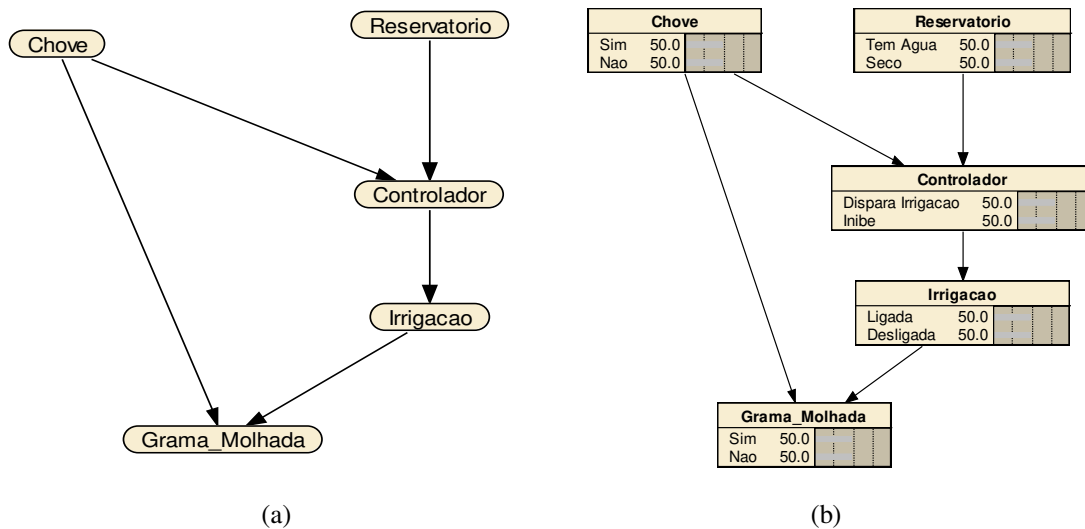 Chove
Reservatorio
Controlador
Irrigacao
Grama_Molhada
(a)
Chove
Sim 50.0
Nao 50.0
Reservatorio
Tem Agua 50.0
Seco 50.0
Controlador
Dispara Irrigacao 50.0
Inibe 50.0
Irrigacao
Ligada 50.0
Desligada 50.0
Grama_Molhada
Sim 50.0
Nao 50.0
(b)